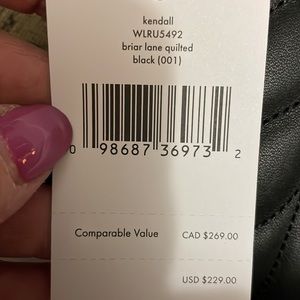 kendall
WLRU5492
briar lane quilted
black (001)
0 98687 36973 2
Comparable Value CAD $269.00
USD $229.00